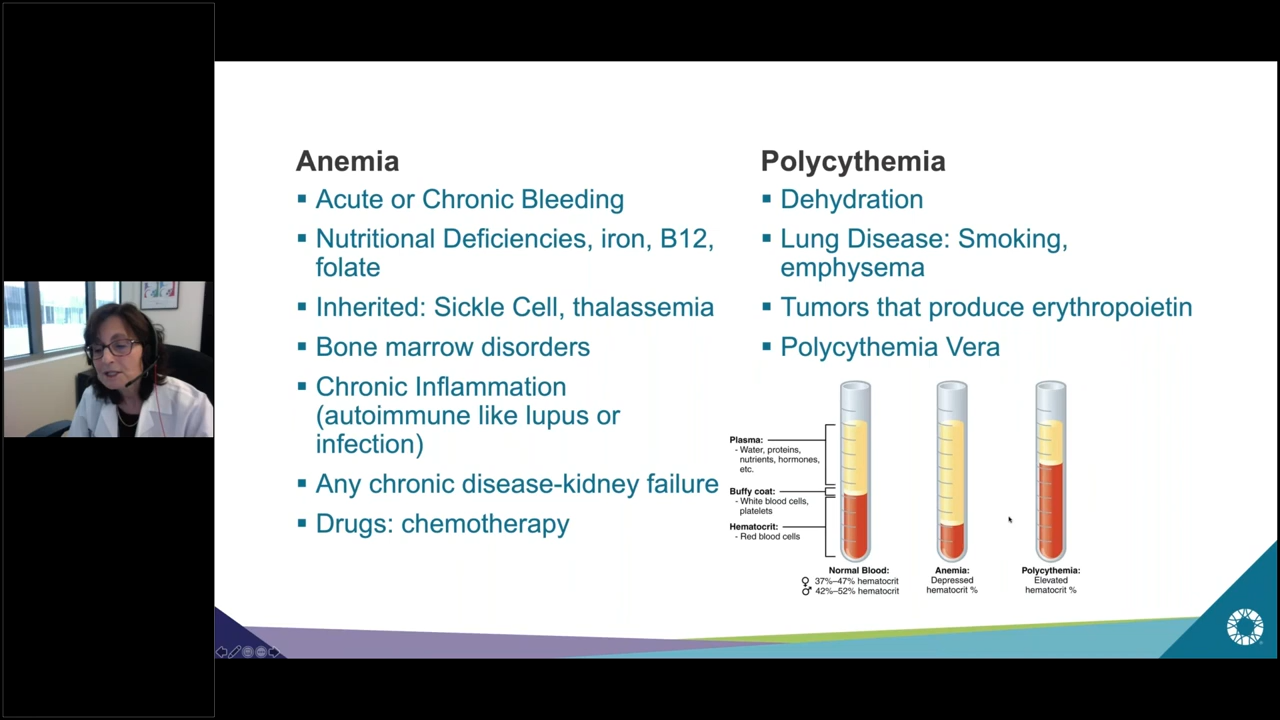 Anemia
▪ Acute or Chronic Bleeding
▪ Nutritional Deficiencies, iron, B12,
folate
▪ Inherited: Sickle Cell, thalassemia
▪ Bone marrow disorders
▪ Chronic Inflammation
(autoimmune like lupus or
infection)
▪ Any chronic disease-kidney failure
▪ Drugs: chemotherapy
Polycythemia
▪ Dehydration
▪ Lung Disease: Smoking,
emphysema
▪ Tumors that produce erythropoietin
▪ Polycythemia Vera
Plasma:
- Water, proteins,
nutrients, hormones,
etc.
Buffy coat:
- White blood cells,
platelets
Hematocrit:
- Red blood cells
Normal Blood:
♀ 37%–47% hematocrit
♂ 42%–52% hematocrit
Anemia:
Depressed
hematocrit %
Polycythemia:
Elevated
hematocrit %